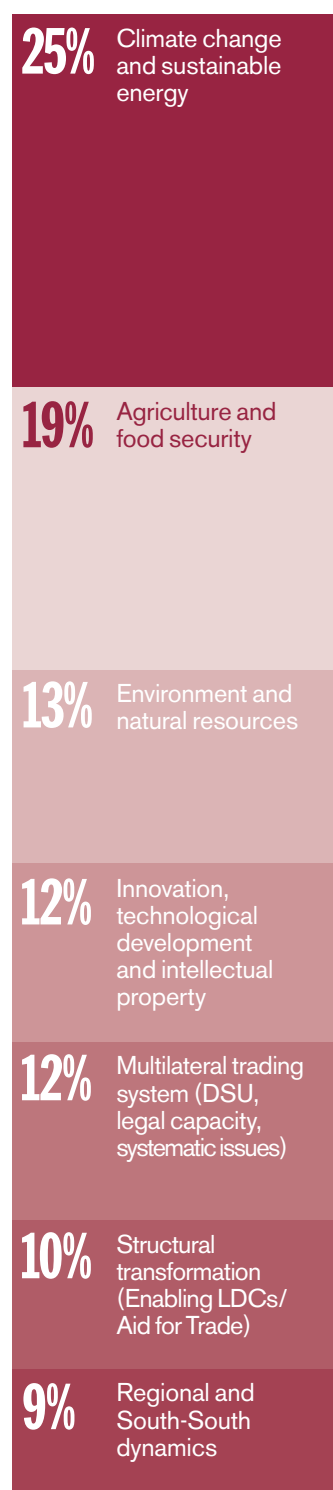 25% Climate change
and sustainable
energy
19% Agriculture and
food security
13% Environment and
natural resources
12% Innovation,
technological
development
and intellectual
property
12% Multilateral trading
system (DSU,
legal capacity,
systematic issues)
10% Structural
transformation
(Enabling LDCs/
Aid for Trade)
9% Regional and
South-South
dynamics